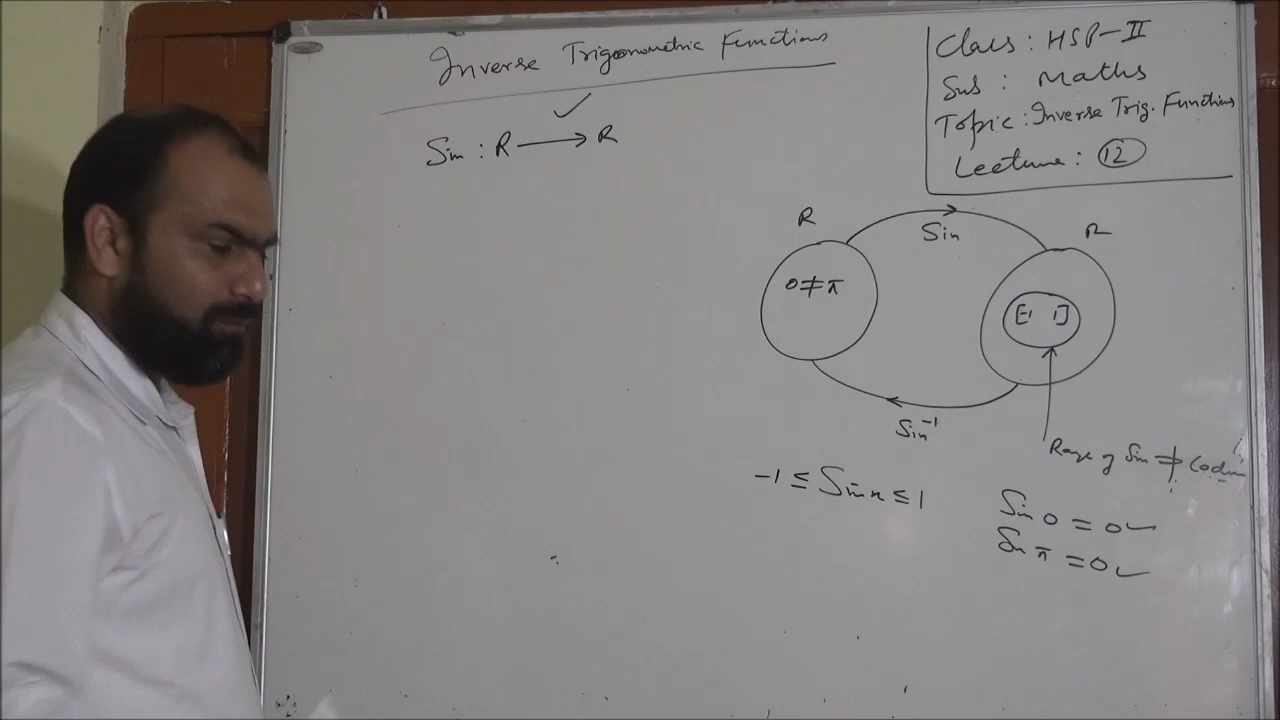 Inverse Trigonometric Functions
Sin : R ⟶ R
Class : HSP-II
Sub : Maths
Topic : Inverse Trig. Functions
Lecture : 12
R
Sin
R
0 ≠ π
[-1 1]
Sin⁻¹
Range of Sin ≠ Codom
-1 ≤ Sin x ≤ 1
Sin 0 = 0
Sin π = 0